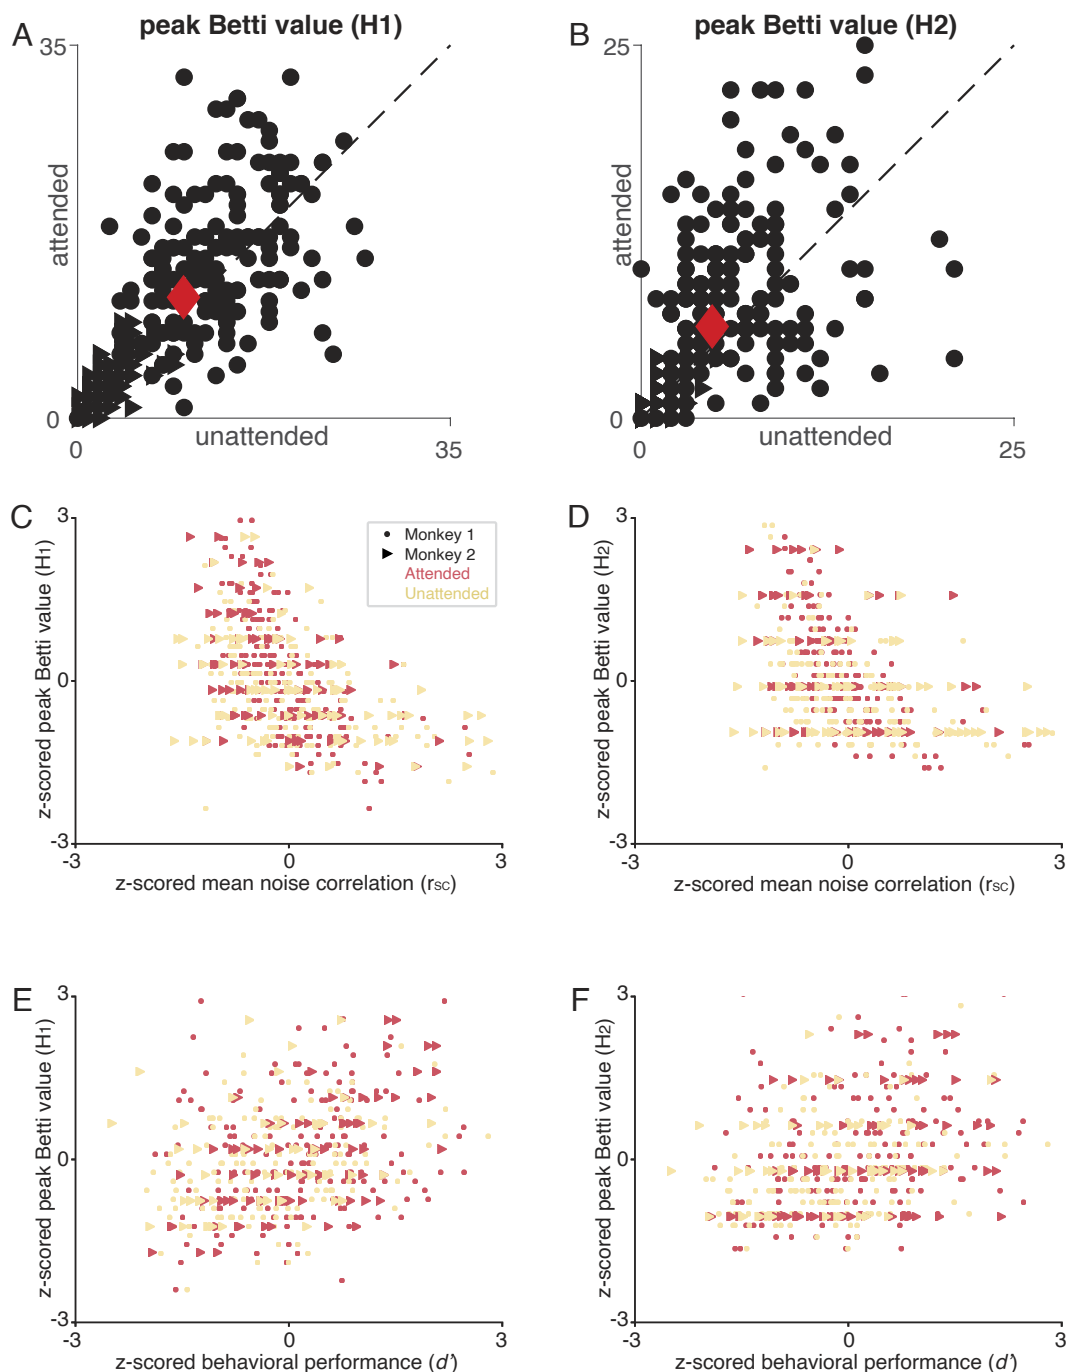 A
peak Betti value (H1)
35
attended
0
unattended
0
35
B
peak Betti value (H2)
25
attended
0
unattended
0
25
C
3
z-scored peak Betti value (H1)
0
-3
-3
0
3
z-scored mean noise correlation (rSC)
Monkey 1
Monkey 2
Attended
Unattended
D
3
z-scored peak Betti value (H2)
0
-3
-3
0
3
z-scored mean noise correlation (rSC)
E
3
z-scored peak Betti value (H1)
0
-3
-3
0
3
z-scored behavioral performance (d')
F
3
z-scored peak Betti value (H2)
0
-3
-3
0
3
z-scored behavioral performance (d')